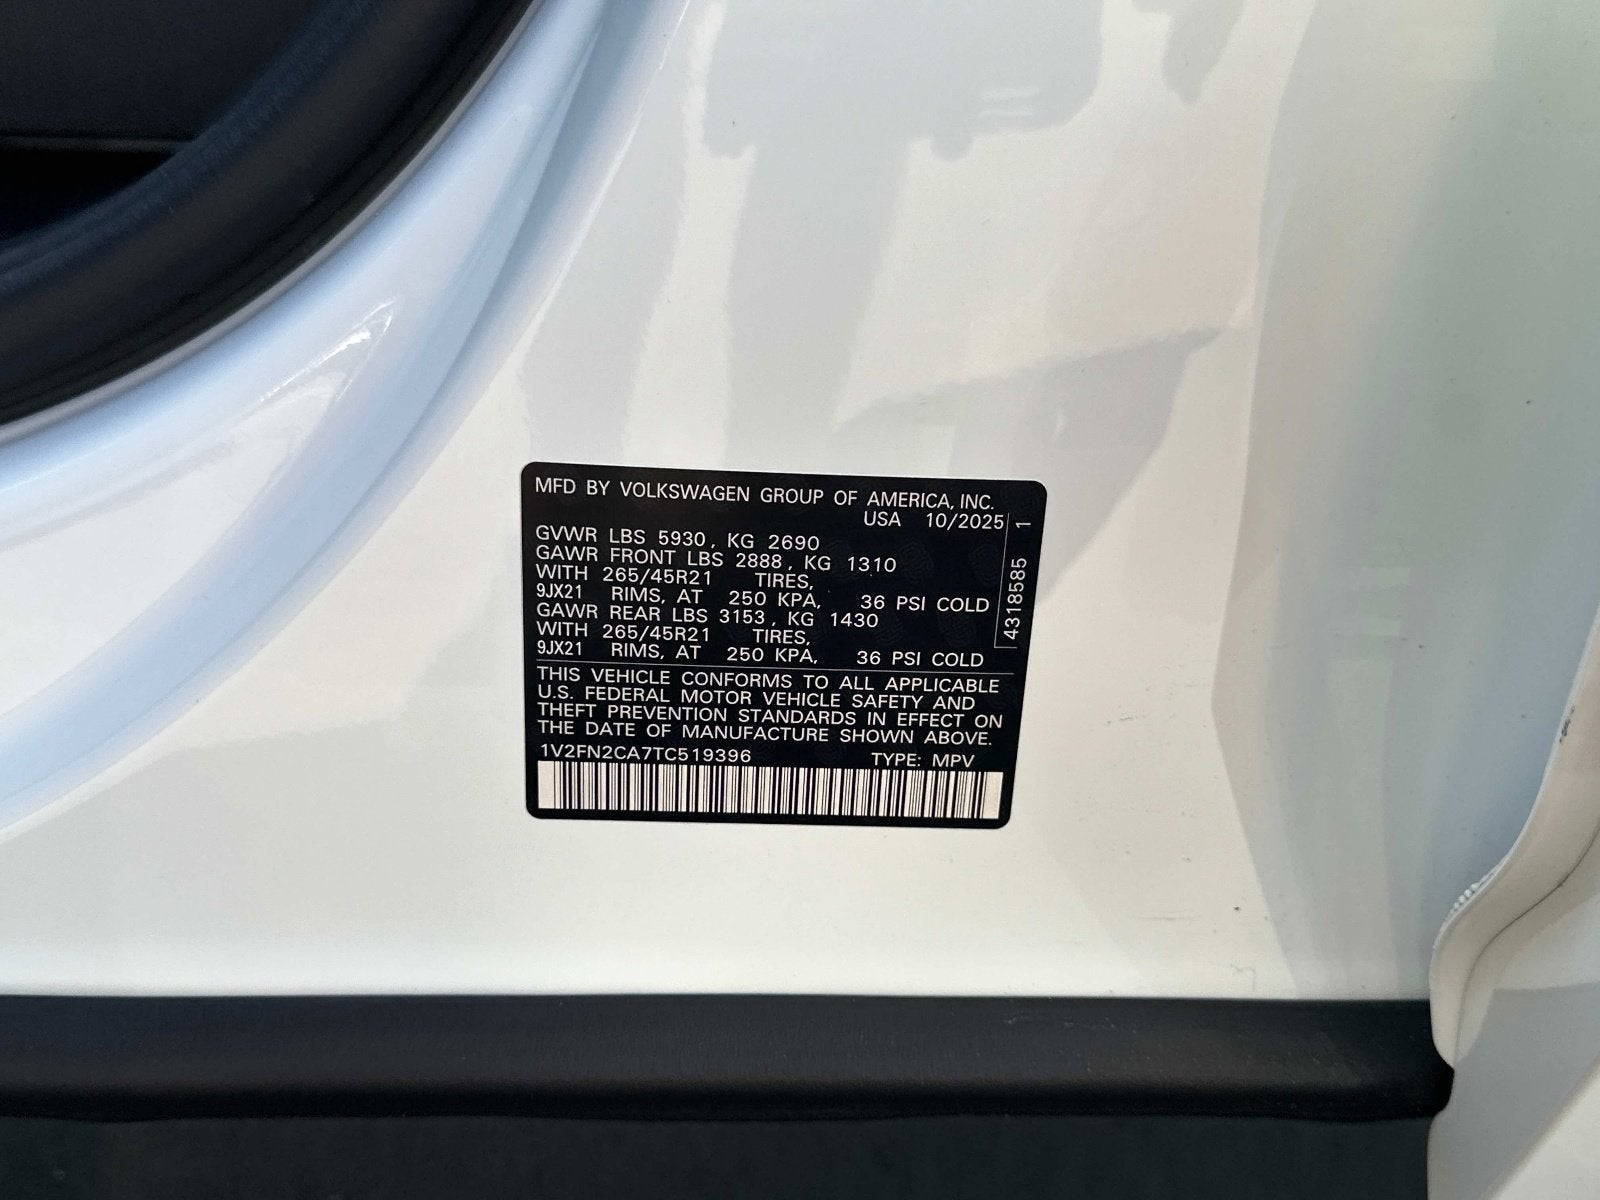 MFD BY VOLKSWAGEN GROUP OF AMERICA, INC.
USA 10/2025
GVWR LBS 5930, KG 2690
GAWR FRONT LBS 2888, KG 1310
WITH 265/45R21 TIRES,
9JX21 RIMS, AT 250 KPA, 36 PSI COLD
GAWR REAR LBS 3153, KG 1430
WITH 265/45R21 TIRES,
9JX21 RIMS, AT 250 KPA, 36 PSI COLD
THIS VEHICLE CONFORMS TO ALL APPLICABLE
U.S. FEDERAL MOTOR VEHICLE SAFETY AND
THEFT PREVENTION STANDARDS IN EFFECT ON
THE DATE OF MANUFACTURE SHOWN ABOVE.
1V2FN2CA7TC519396 TYPE: MPV
4318585 1